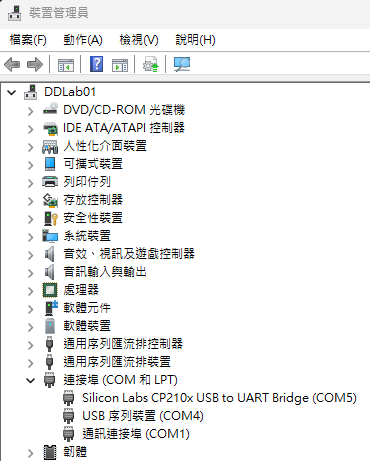 裝置管理員
檔案(F) 動作(A) 檢視(V) 說明(H)
DDLab01
DVD/CD-ROM 光碟機
IDE ATA/ATAPI 控制器
人性化介面裝置
可攜式裝置
列印佇列
存放控制器
安全性裝置
系統裝置
音效、視訊及遊戲控制器
音訊輸入與輸出
處理器
軟體元件
軟體裝置
通用序列匯流排控制器
通用序列匯流排裝置
連接埠 (COM 和 LPT)
Silicon Labs CP210x USB to UART Bridge (COM5)
USB 序列裝置 (COM4)
通訊連接埠 (COM1)
韌體